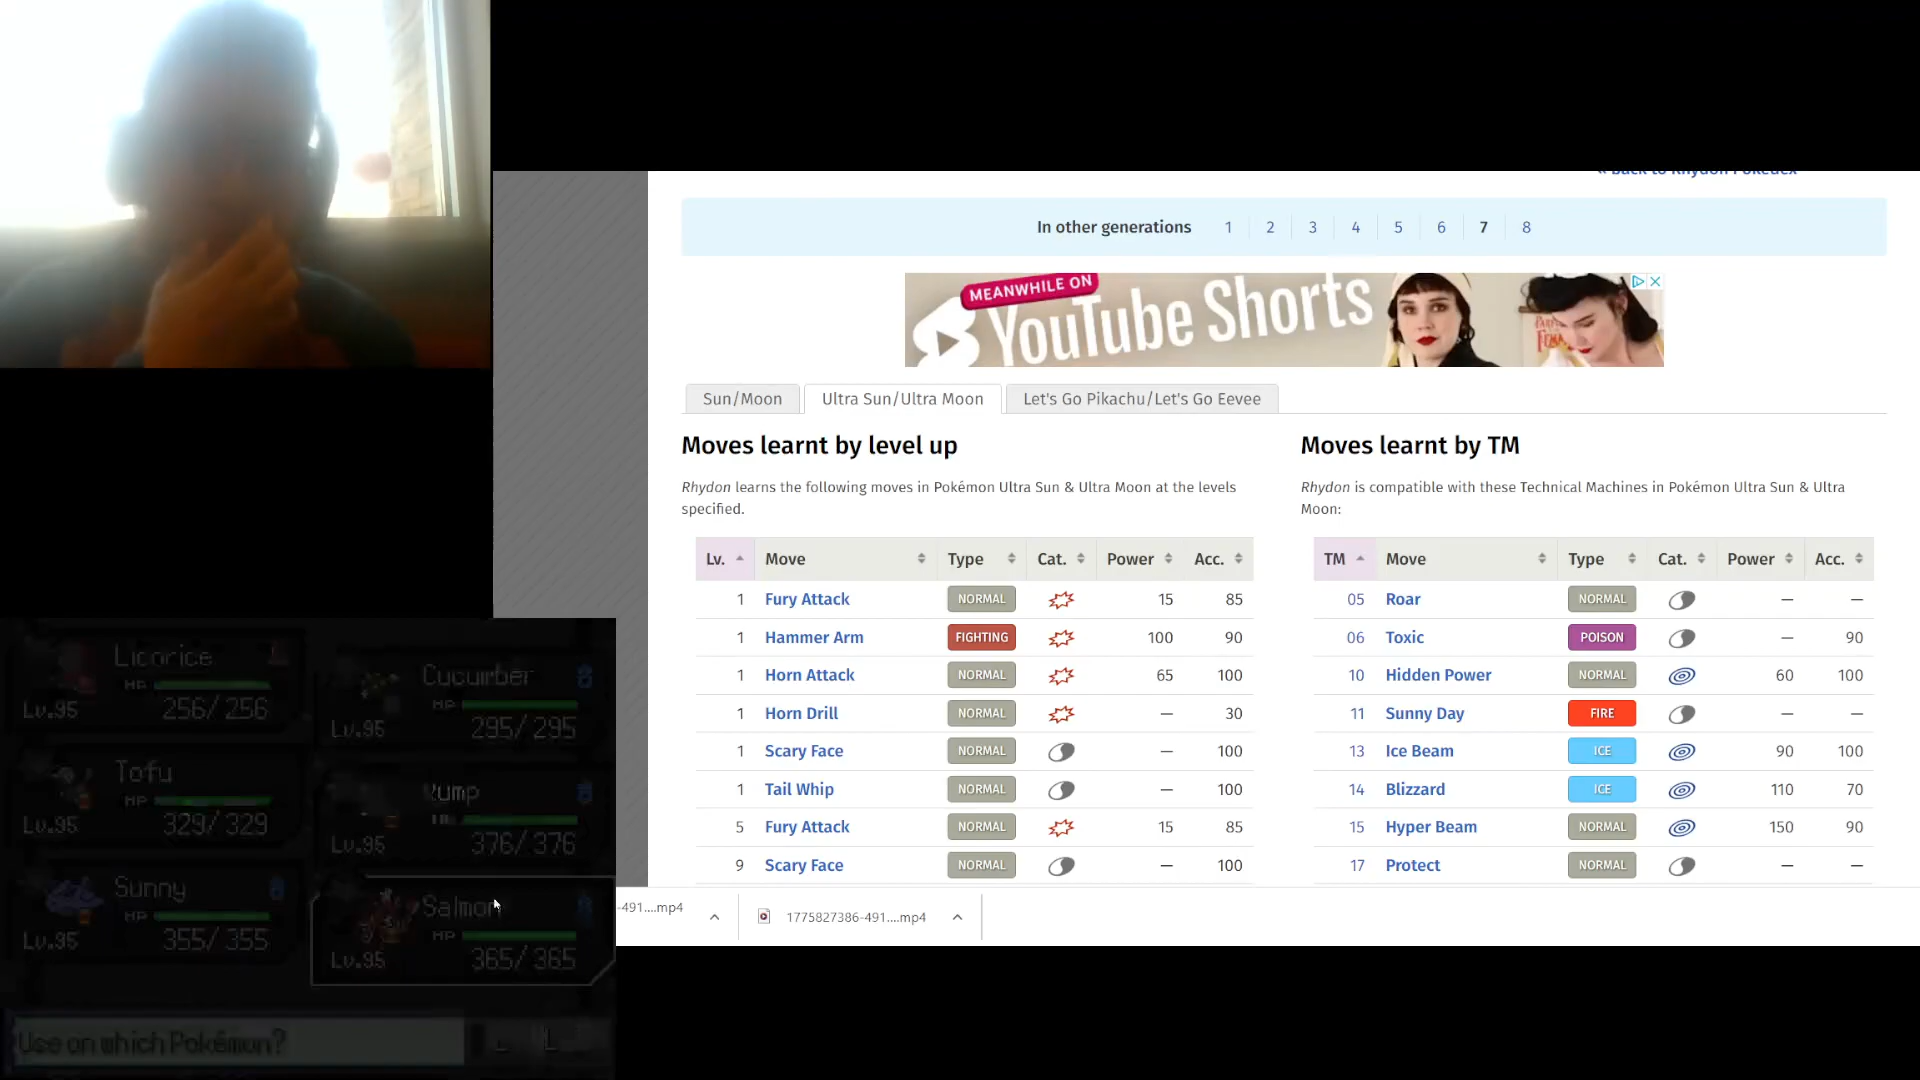 « Back to Rhydon Pokédex
In other generations 1 2 3 4 5 6 7 8
MEANWHILE ON
YouTube Shorts
Sun/Moon Ultra Sun/Ultra Moon Let's Go Pikachu/Let's Go Eevee
Moves learnt by level up
Rhydon learns the following moves in Pokémon Ultra Sun & Ultra Moon at the levels
specified.
Lv. Move Type Cat. Power Acc.
1 Fury Attack NORMAL 15 85
1 Hammer Arm FIGHTING 100 90
1 Horn Attack NORMAL 65 100
1 Horn Drill NORMAL — 30
1 Scary Face NORMAL — 100
1 Tail Whip NORMAL — 100
5 Fury Attack NORMAL 15 85
9 Scary Face NORMAL — 100
Moves learnt by TM
Rhydon is compatible with these Technical Machines in Pokémon Ultra Sun & Ultra
Moon:
TM Move Type Cat. Power Acc.
05 Roar NORMAL — —
06 Toxic POISON — 90
10 Hidden Power NORMAL 60 100
11 Sunny Day FIRE — —
13 Ice Beam ICE 90 100
14 Blizzard ICE 110 70
15 Hyper Beam NORMAL 150 90
17 Protect NORMAL — —
Licorice
HP
Lv.95 256/256
Cucumber
HP
Lv.95 295/295
Tofu
HP
Lv.95 329/329
Rump
Lv.95 376/376
Sunny
HP
Lv.95 355/355
Salmon
HP
Lv.95 365/365
Use on which Pokémon?
-491....mp4
1775827386-491....mp4